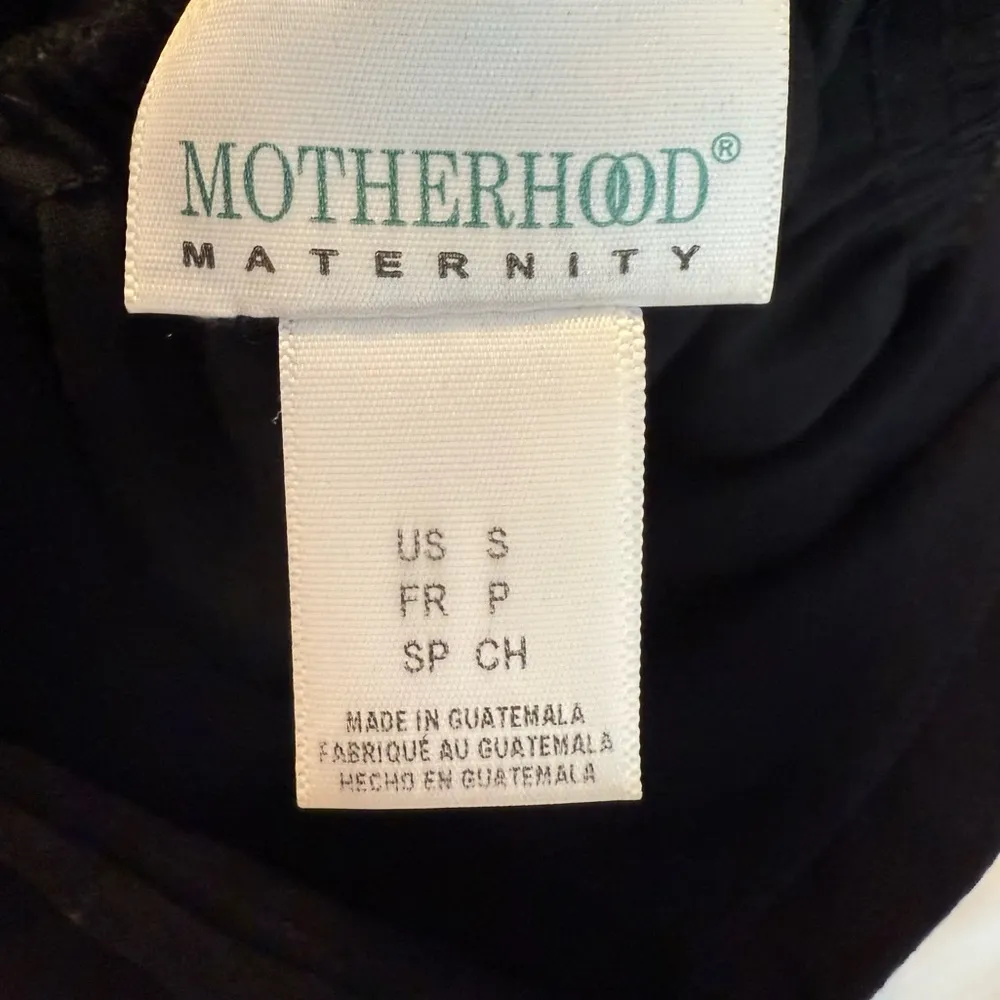 MOTHERHOOD®
MATERNITY
US S
FR P
SP CH
MADE IN GUATEMALA
FABRIQUÉ AU GUATEMALA
HECHO EN GUATEMALA